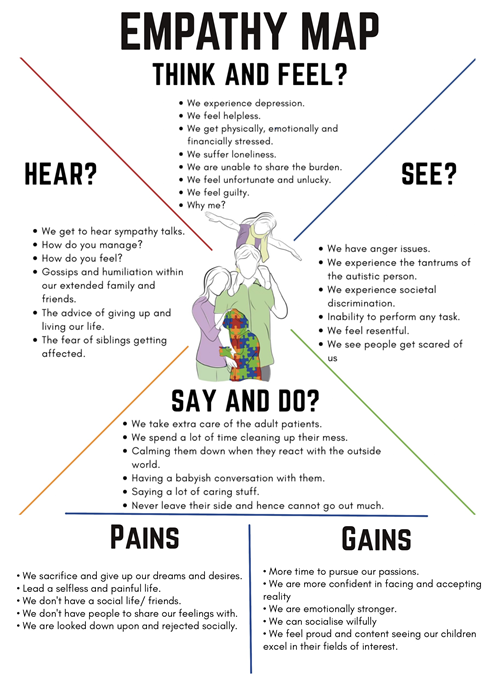 EMPATHY MAP
THINK AND FEEL?
• We experience depression.
• We feel helpless.
• We get physically, emotionally and
financially stressed.
• We suffer loneliness.
• We are unable to share the burden.
• We feel unfortunate and unlucky.
• We feel guilty.
• Why me?
HEAR?
• We get to hear sympathy talks.
• How do you manage?
• How do you feel?
• Gossips and humiliation within
our extended family and
friends.
• The advice of giving up and
living our life.
• The fear of siblings getting
affected.
SEE?
• We have anger issues.
• We experience the tantrums of
the autistic person.
• We experience societal
discrimination.
• Inability to perform any task.
• We feel resentful.
• We see people get scared of
us
SAY AND DO?
• We take extra care of the adult patients.
• We spend a lot of time cleaning up their mess.
• Calming them down when they react with the outside
world.
• Having a babyish conversation with them.
• Saying a lot of caring stuff.
• Never leave their side and hence cannot go out much.
PAINS
• We sacrifice and give up our dreams and desires.
• Lead a selfless and painful life.
• We don't have a social life/ friends.
• We don't have people to share our feelings with.
• We are looked down upon and rejected socially.
GAINS
• More time to pursue our passions.
• We are more confident in facing and accepting
reality
• We are emotionally stronger.
• We can socialise wilfully
• We feel proud and content seeing our children
excel in their fields of interest.